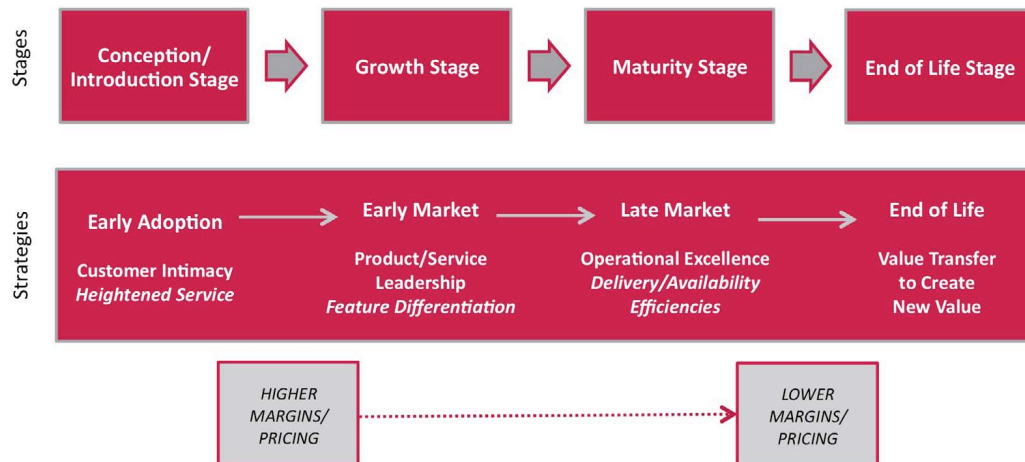 Stages
Conception/
Introduction Stage
Growth Stage
Maturity Stage
End of Life Stage
Strategies
Early Adoption
Customer Intimacy
Heightened Service
Early Market
Product/Service
Leadership
Feature Differentiation
Late Market
Operational Excellence
Delivery/Availability
Efficiencies
End of Life
Value Transfer
to Create
New Value
HIGHER
MARGINS/
PRICING
LOWER
MARGINS/
PRICING